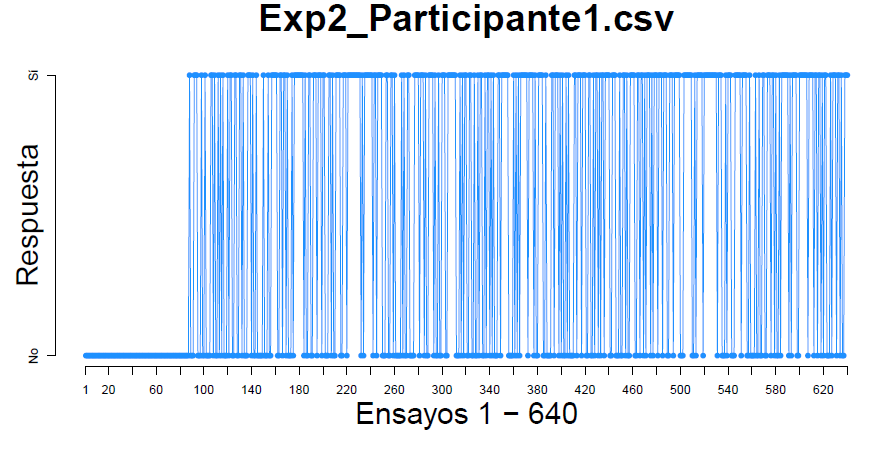 Exp2_Participante1.csv
Si
Respuesta
No
1 20 60 100 140 180 220 260 300 340 380 420 460 500 540 580 620
Ensayos 1 − 640